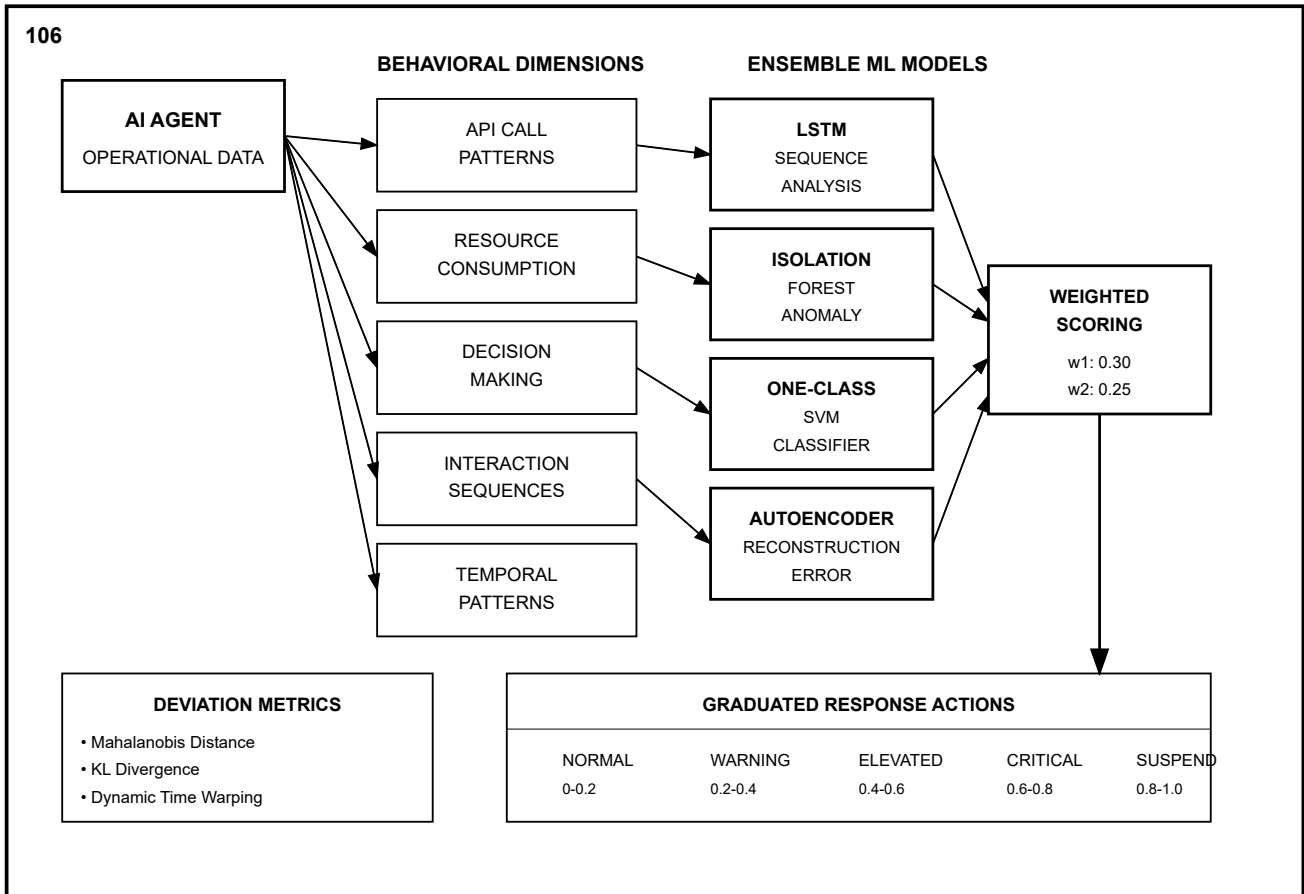 106
BEHAVIORAL DIMENSIONS
ENSEMBLE ML MODELS
AI AGENT
OPERATIONAL DATA
API CALL
PATTERNS
RESOURCE
CONSUMPTION
DECISION
MAKING
INTERACTION
SEQUENCES
TEMPORAL
PATTERNS
LSTM
SEQUENCE
ANALYSIS
ISOLATION
FOREST
ANOMALY
ONE-CLASS
SVM
CLASSIFIER
AUTOENCODER
RECONSTRUCTION
ERROR
WEIGHTED
SCORING
w1: 0.30
w2: 0.25
DEVIATION METRICS
• Mahalanobis Distance
• KL Divergence
• Dynamic Time Warping
GRADUATED RESPONSE ACTIONS
NORMAL WARNING ELEVATED CRITICAL SUSPEND
0-0.2 0.2-0.4 0.4-0.6 0.6-0.8 0.8-1.0